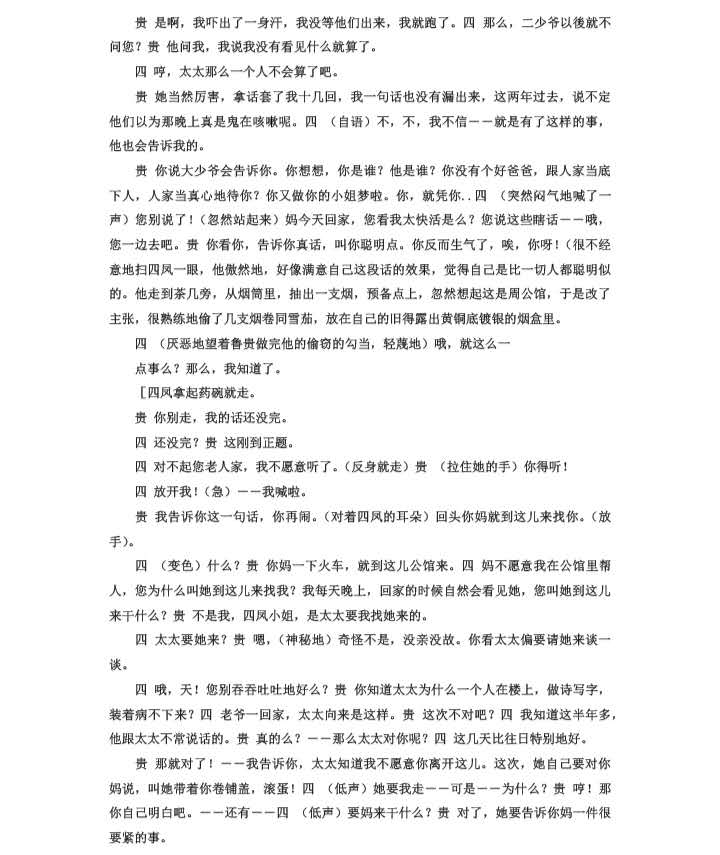 贵 是啊，我吓出了一身汗，我没等他们出来，我就跑了。四 那么，二少爷以後就不
问您？贵 他问我，我说我没有看见什么就算了。
四 哼，太太那么一个人不会算了吧。
贵 她当然厉害，拿话套了我十几回，我一句话也没有漏出来，这两年过去，说不定
他们以为那晚上真是鬼在咳嗽呢。四 （自语）不，不，我不信－－就是有了这样的事，
他也会告诉我的。
贵 你说大少爷会告诉你。你想想，你是谁？他是谁？你没有个好爸爸，跟人家当底
下人，人家当真心地待你？你又做你的小姐梦啦。你，就凭你..四 （突然闷气地喊了一
声）您别说了！（忽然站起来）妈今天回家，您看我太快活是么？您说这些瞎话－－哦，
您一边去吧。贵 你看你，告诉你真话，叫你聪明点。你反而生气了，唉，你呀！（很不经
意地扫四凤一眼，他傲然地，好像满意自己这段话的效果，觉得自己是比一切人都聪明似
的。他走到茶几旁，从烟筒里，抽出一支烟，预备点上，忽然想起这是周公馆，于是改了
主张，很熟练地偷了几支烟卷同雪茄，放在自己的旧得露出黄铜底镀银的烟盒里。
四 （厌恶地望着鲁贵做完他的偷窃的勾当，轻蔑地）哦，就这么一
点事么？那么，我知道了。
［四凤拿起药碗就走。
贵 你别走，我的话还没完。
四 还没完？贵 这刚到正题。
四 对不起您老人家，我不愿意听了。（反身就走）贵 （拉住她的手）你得听！
四 放开我！（急）－－我喊啦。
贵 我告诉你这一句话，你再闹。（对着四凤的耳朵）回头你妈就到这儿来找你。（放
手）。
四 （变色）什么？贵 你妈一下火车，就到这儿公馆来。四 妈不愿意我在公馆里帮
人，您为什么叫她到这儿来找我？我每天晚上，回家的时候自然会看见她，您叫她到这儿
来干什么？贵 不是我，四凤小姐，是太太要我找她来的。
四 太太要她来？贵 嗯，（神秘地）奇怪不是，没亲没故。你看太太偏要请她来谈一
谈。
四 哦，天！您别吞吞吐吐地好么？贵 你知道太太为什么一个人在楼上，做诗写字，
装着病不下来？四 老爷一回家，太太向来是这样。贵 这次不对吧？四 我知道这半年多，
他跟太太不常说话的。贵 真的么？－－那么太太对你呢？四 这几天比往日特别地好。
贵 那就对了！－－我告诉你，太太知道我不愿意你离开这儿。这次，她自己要对你
妈说，叫她带着你卷铺盖，滚蛋！四 （低声）她要我走－－可是－－为什么？贵 哼！那
你自己明白吧。－－还有－－四 （低声）要妈来干什么？贵 对了，她要告诉你妈一件很
要紧的事。